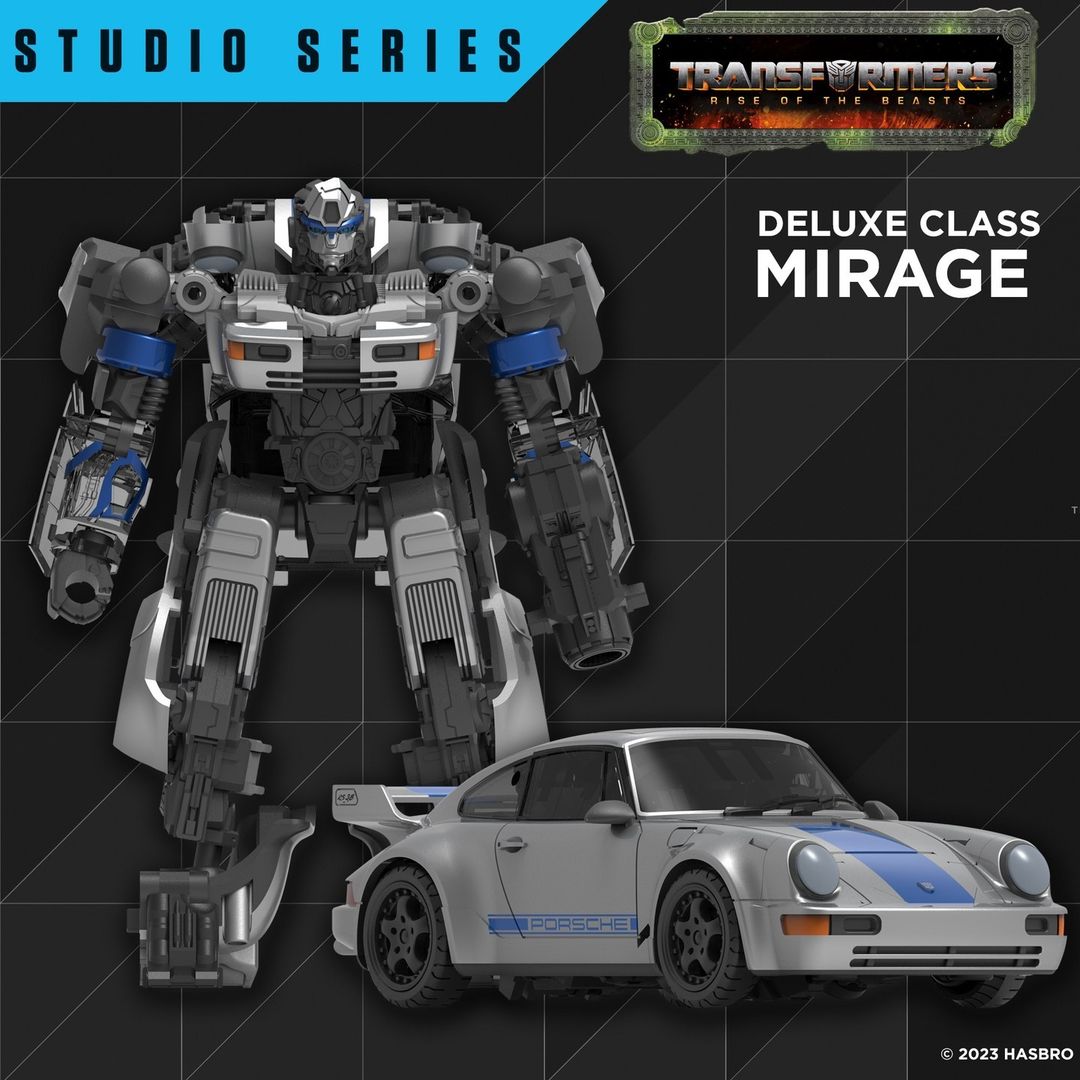 STUDIO SERIES
TRANSFORMERS
RISE OF THE BEASTS
DELUXE CLASS
MIRAGE
T
PORSCHE
© 2023 HASBRO